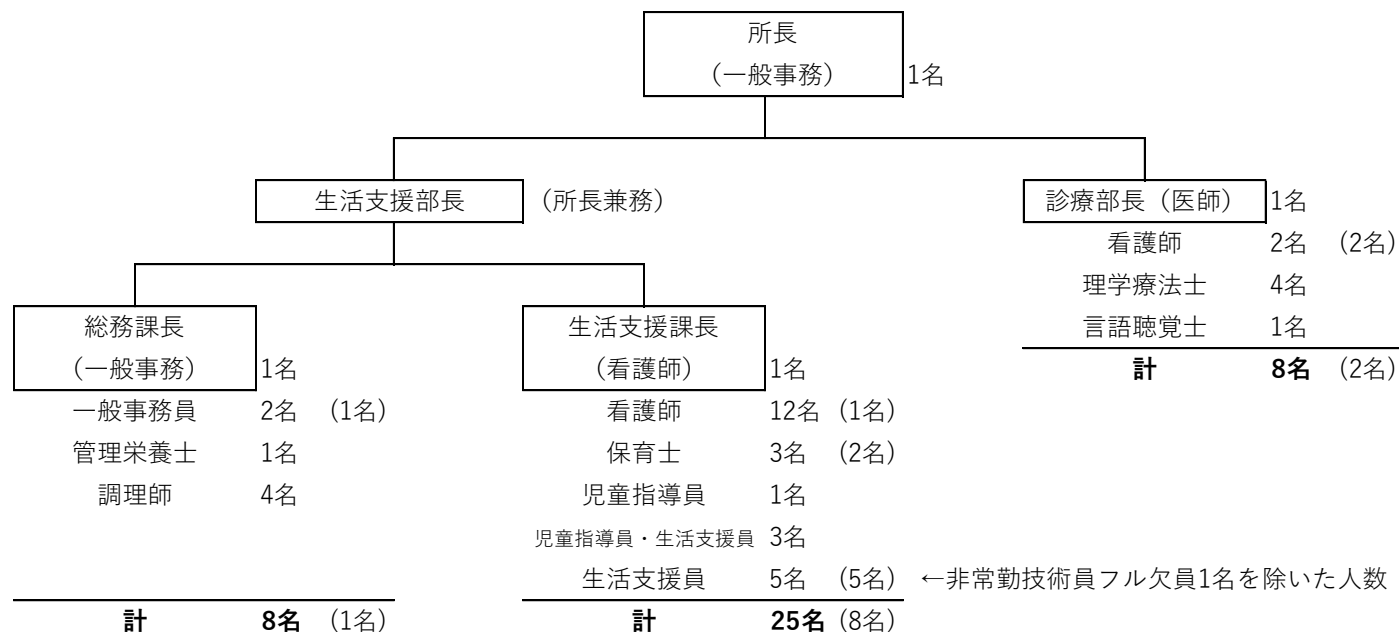 所長
（一般事務） 1名
生活支援部長 （所長兼務）
診療部長（医師） 1名
看護師 2名 （2名）
理学療法士 4名
言語聴覚士 1名
計 8名 （2名）
総務課長
（一般事務） 1名
一般事務員 2名 （1名）
管理栄養士 1名
調理師 4名
計 8名 （1名）
生活支援課長
（看護師） 1名
看護師 12名 （1名）
保育士 3名 （2名）
児童指導員 1名
児童指導員・生活支援員 3名
生活支援員 5名 （5名） ←非常勤技術員フル欠員1名を除いた人数
計 25名 （8名）